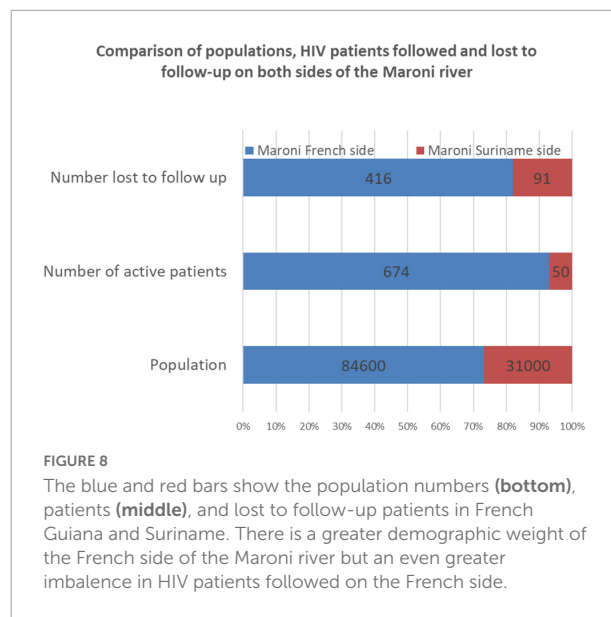 Comparison of populations, HIV patients followed and lost to
follow-up on both sides of the Maroni river
Maroni French side Maroni Suriname side
Number lost to follow up 416 91
Number of active patients 674 50
Population 84600 31000
0% 10% 20% 30% 40% 50% 60% 70% 80% 90% 100%
FIGURE 8
The blue and red bars show the population numbers (bottom),
patients (middle), and lost to follow-up patients in French
Guiana and Suriname. There is a greater demographic weight of
the French side of the Maroni river but an even greater
imbalence in HIV patients followed on the French side.